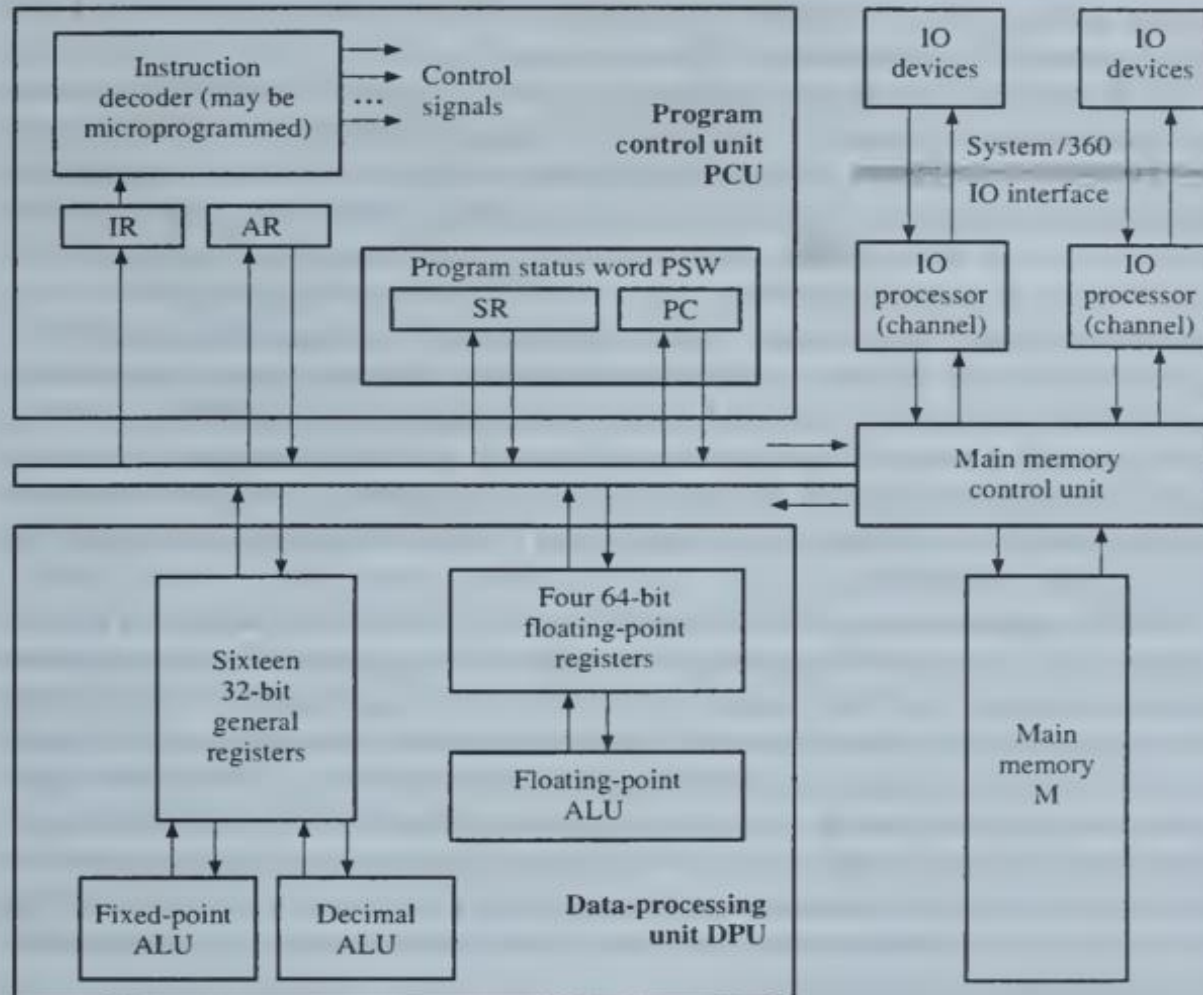 Instruction
decoder (may be
microprogrammed)
Control
signals
...
Program
control unit
PCU
IR
AR
Program status word PSW
SR
PC
IO
devices
IO
devices
System/360
IO interface
IO
processor
(channel)
IO
processor
(channel)
Main memory
control unit
Sixteen
32-bit
general
registers
Four 64-bit
floating-point
registers
Floating-point
ALU
Fixed-point
ALU
Decimal
ALU
Data-processing
unit DPU
Main
memory
M